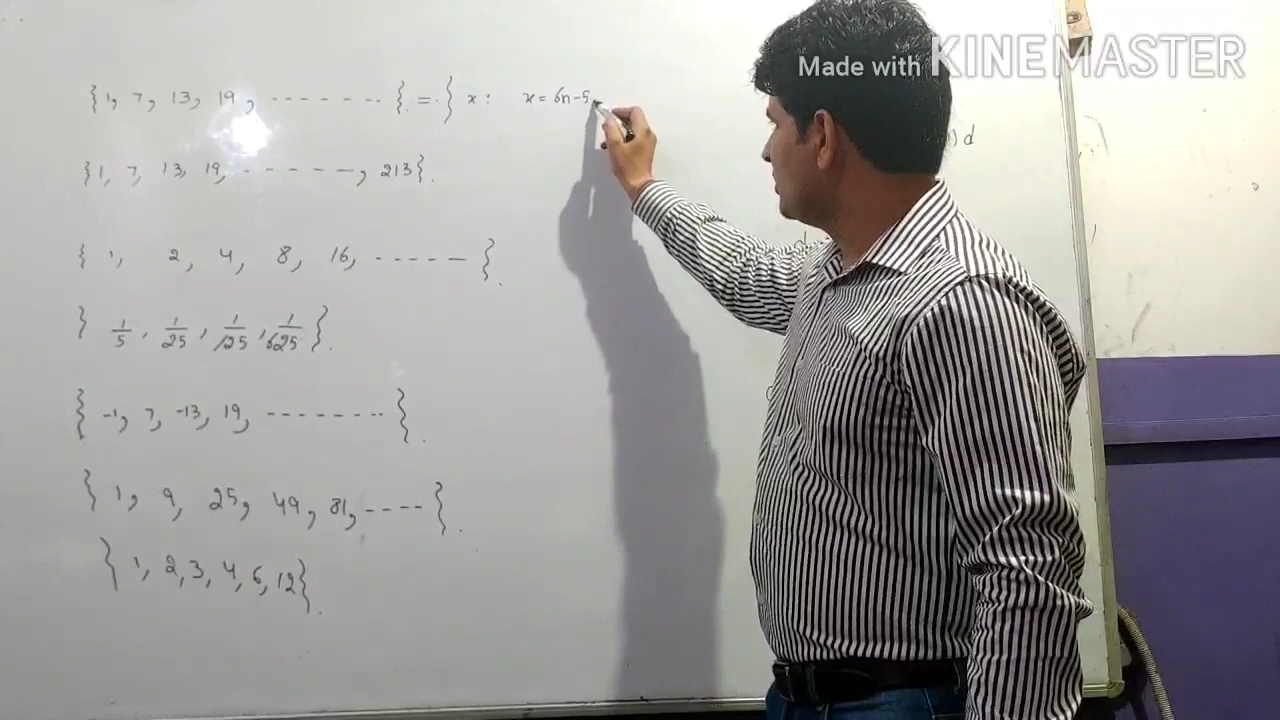 Made with KINEMASTER
{1, 7, 13, 19, -------- }. = { x : x = 6n-5
) d
{1, 7, 13, 19, ------, 213}.
{ 1, 2, 4, 8, 16, ----- }.
{ 1/5, 1/25, 1/125, 1/625 }.
{ -1, 7, -13, 19, --------- }.
{ 1, 9, 25, 49, 81, ---- }.
{ 1, 2, 3, 4, 6, 12 }.